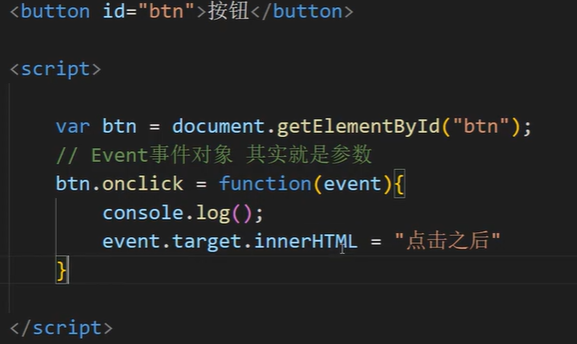 <button id="btn">按钮</button>
<script>
var btn = document.getElementById("btn");
// Event事件对象 其实就是参数
btn.onclick = function(event){
console.log();
event.target.innerHTML = "点击之后"
}
</script>